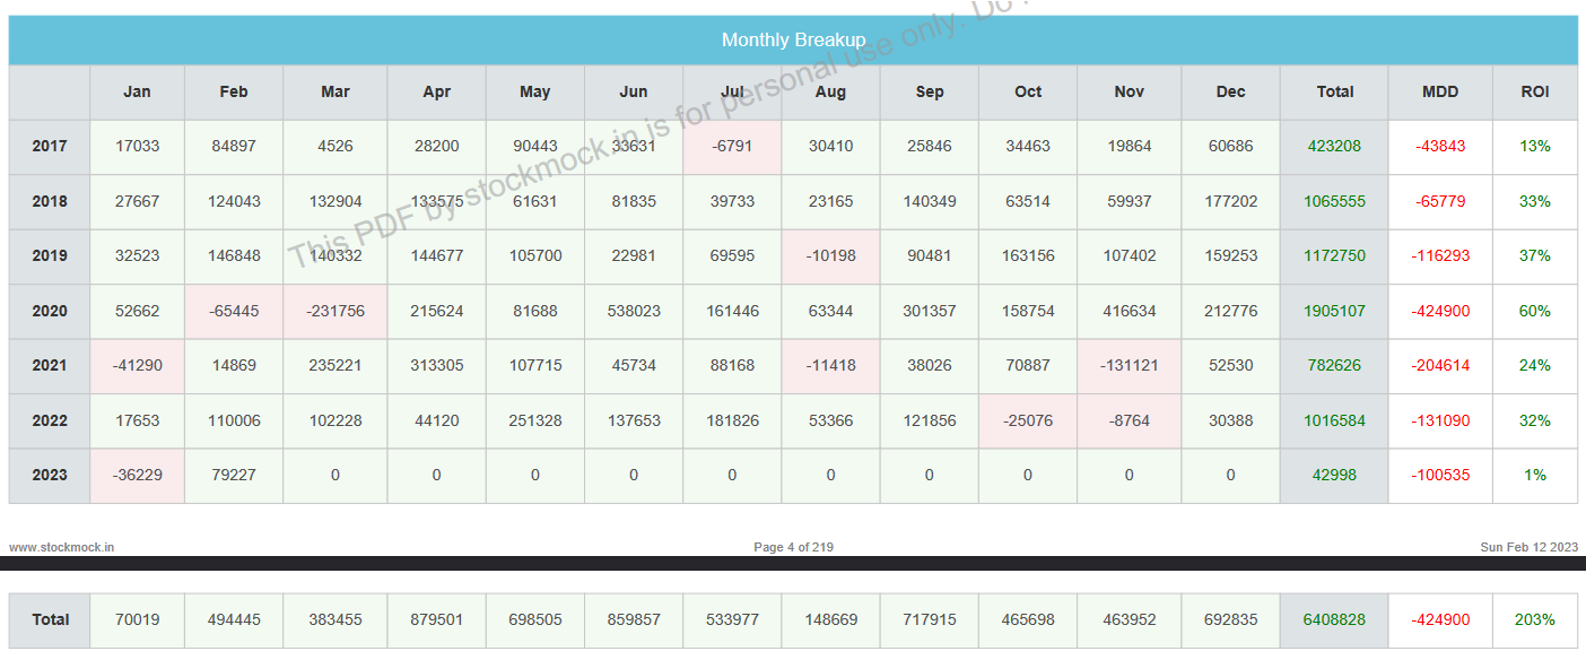 Monthly Breakup
Jan Feb Mar Apr May Jun Jul Aug Sep Oct Nov Dec Total MDD ROI
2017 17033 84897 4526 28200 90443 33631 -6791 30410 25846 34463 19864 60686 423208 -43843 13%
2018 27667 124043 132904 133575 61631 81835 39733 23165 140349 63514 59937 177202 1065555 -65779 33%
2019 32523 146848 140332 144677 105700 22981 69595 -10198 90481 163156 107402 159253 1172750 -116293 37%
2020 52662 -65445 -231756 215624 81688 538023 161446 63344 301357 158754 416634 212776 1905107 -424900 60%
2021 -41290 14869 235221 313305 107715 45734 88168 -11418 38026 70887 -131121 52530 782626 -204614 24%
2022 17653 110006 102228 44120 251328 137653 181826 53366 121856 -25076 -8764 30388 1016584 -131090 32%
2023 -36229 79227 0 0 0 0 0 0 0 0 0 0 42998 -100535 1%
This PDF by stockmock.in is for personal use only. Do
www.stockmock.in Page 4 of 219 Sun Feb 12 2023
Total 70019 494445 383455 879501 698505 859857 533977 148669 717915 465698 463952 692835 6408828 -424900 203%